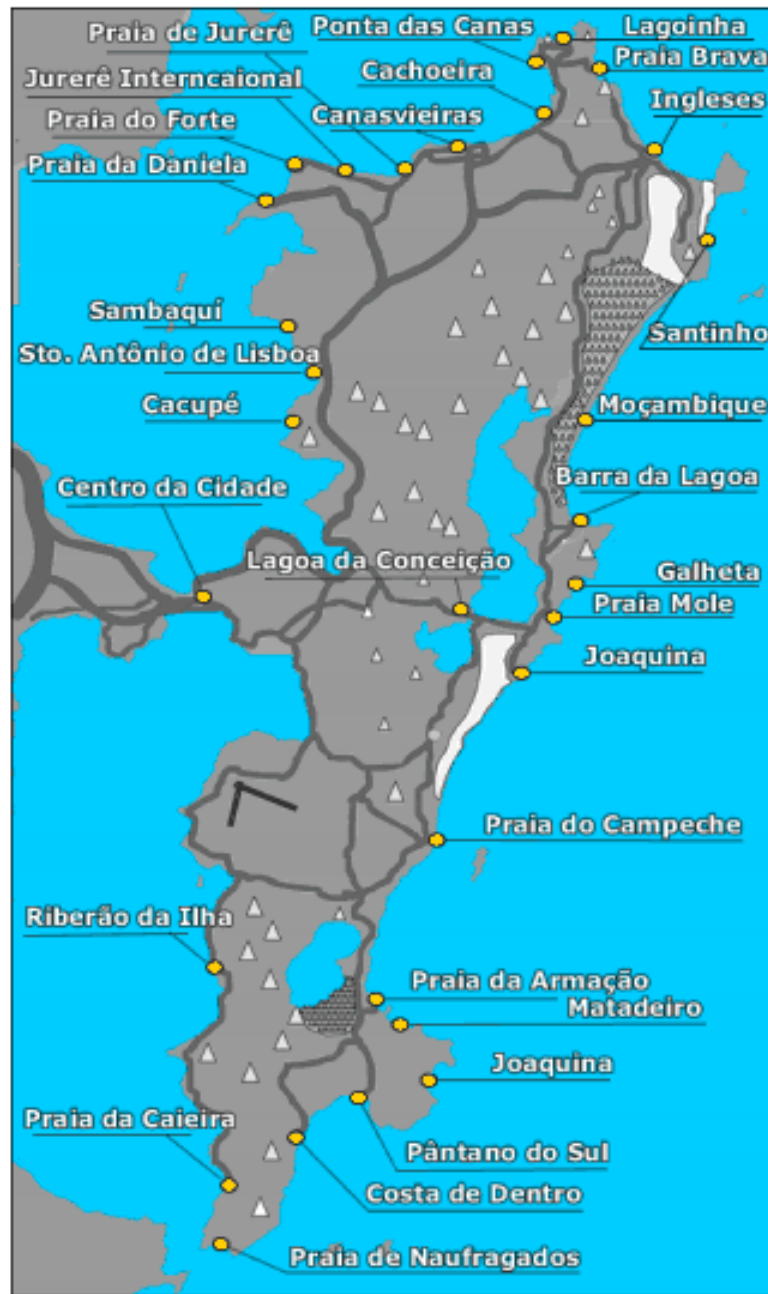 Praia de Jurerê
Ponta das Canas
Lagoinha
Jurerê Interncaional
Cachoeira
Praia Brava
Praia do Forte
Canasvieiras
Ingleses
Praia da Daniela
Sambaquí
Sto. Antônio de Lisboa
Santinho
Cacupé
Moçambique
Centro da Cidade
Barra da Lagoa
Lagoa da Conceição
Galheta
Praia Mole
Joaquina
Praia do Campeche
Riberão da Ilha
Praia da Armação
Matadeiro
Joaquina
Praia da Caieira
Pântano do Sul
Costa de Dentro
Praia de Naufragados